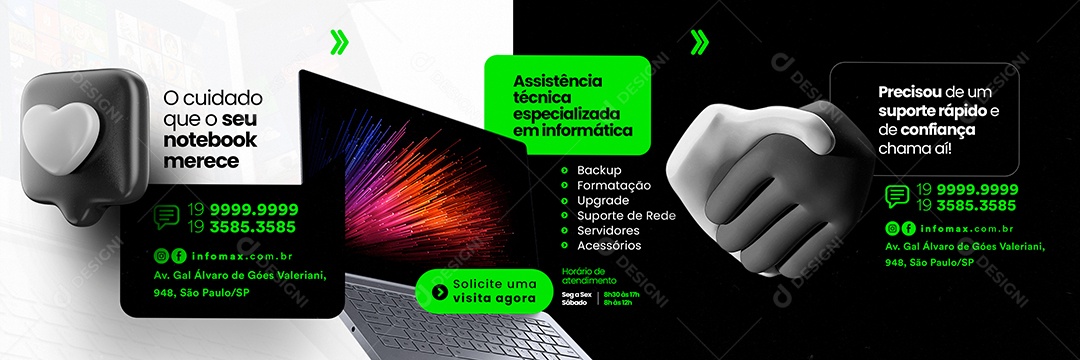 O cuidado
que o seu
notebook
merece
19 9999.9999
19 3585.3585
infomax.com.br
Av. Gal Álvaro de Góes Valeriani,
948, São Paulo/SP
Assistência
técnica
especializada
em informática
Backup
Formatação
Upgrade
Suporte de Rede
Servidores
Acessórios
Solicite uma
visita agora
Horário de
atendimento
Seg a Sex 8h30 às 17h
Sábado 8h às 12h
Precisou de um
suporte rápido e
de confiança
chama aí!
19 9999.9999
19 3585.3585
infomax.com.br
Av. Gal Álvaro de Góes Valeriani,
948, São Paulo/SP
DESIGNI